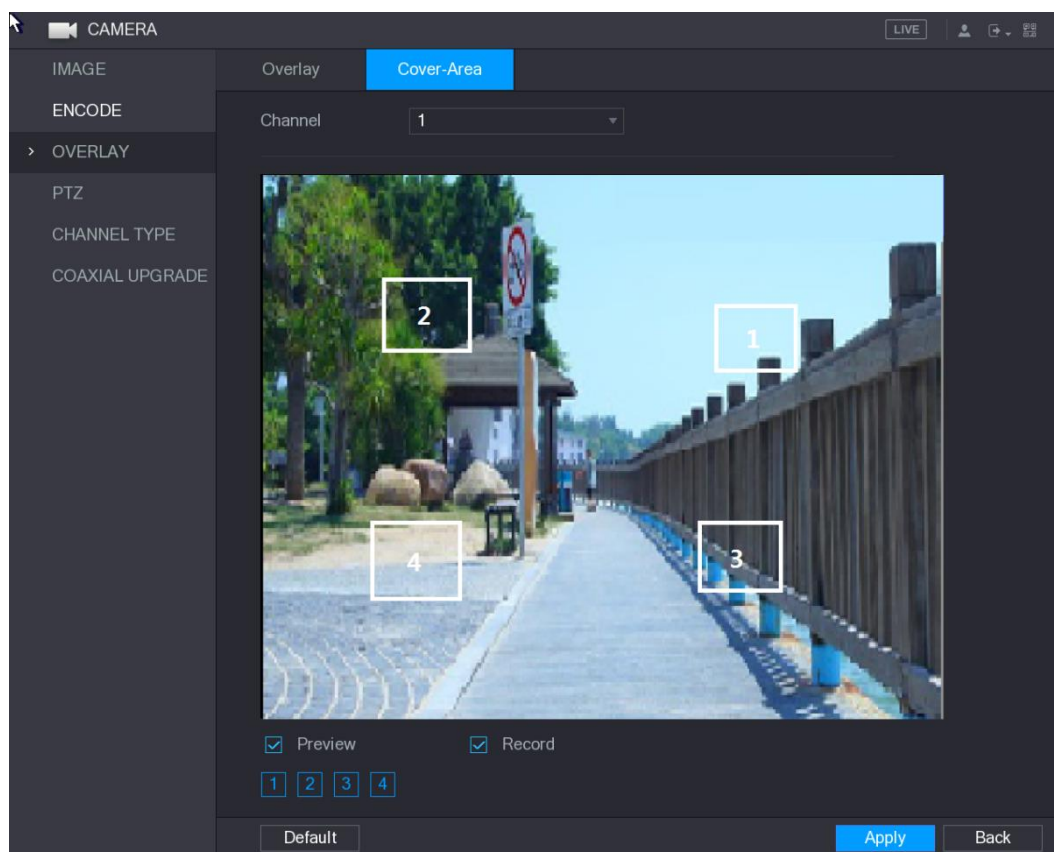 CAMERA
LIVE
IMAGE
ENCODE
OVERLAY
PTZ
CHANNEL TYPE
COAXIAL UPGRADE
Overlay
Cover-Area
Channel
1
2
1
4
3
Preview
Record
1 2 3 4
Default
Apply
Back